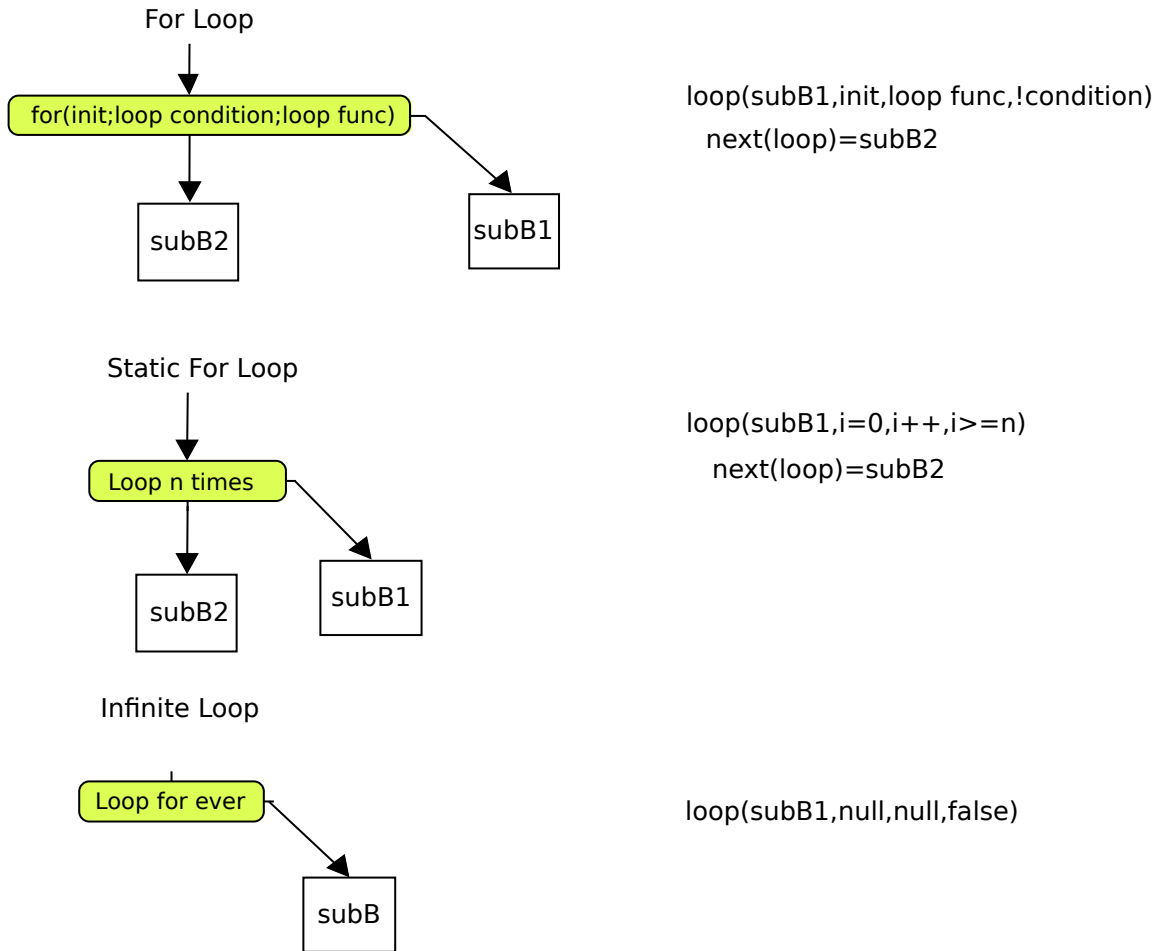 For Loop
for(init;loop condition;loop func)
subB2
subB1
loop(subB1,init,loop func,!condition)
next(loop)=subB2
Static For Loop
Loop n times
subB2
subB1
loop(subB1,i=0,i++,i>=n)
next(loop)=subB2
Infinite Loop
Loop for ever
subB
loop(subB1,null,null,false)